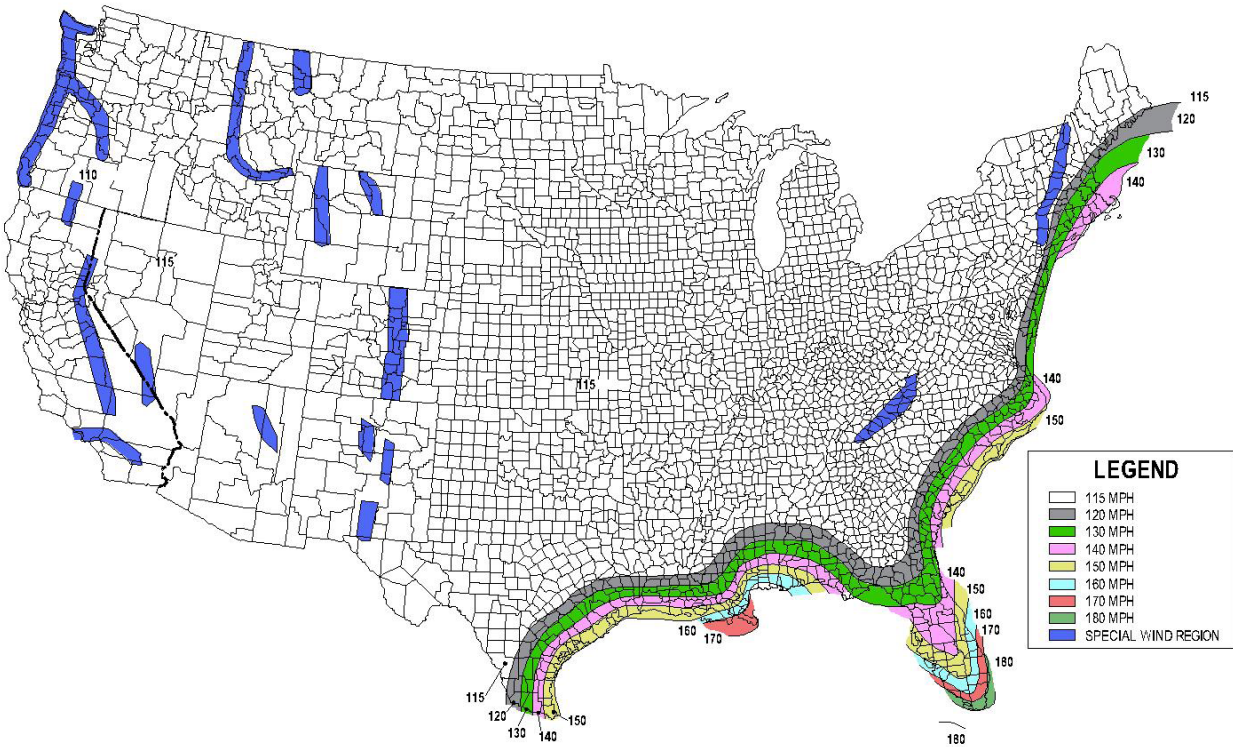 110
115
115
115
120
130
140
140
150
140
150
160
170
180
180
160
170
115
120
130
140
150
LEGEND
115 MPH
120 MPH
130 MPH
140 MPH
150 MPH
160 MPH
170 MPH
180 MPH
SPECIAL WIND REGION